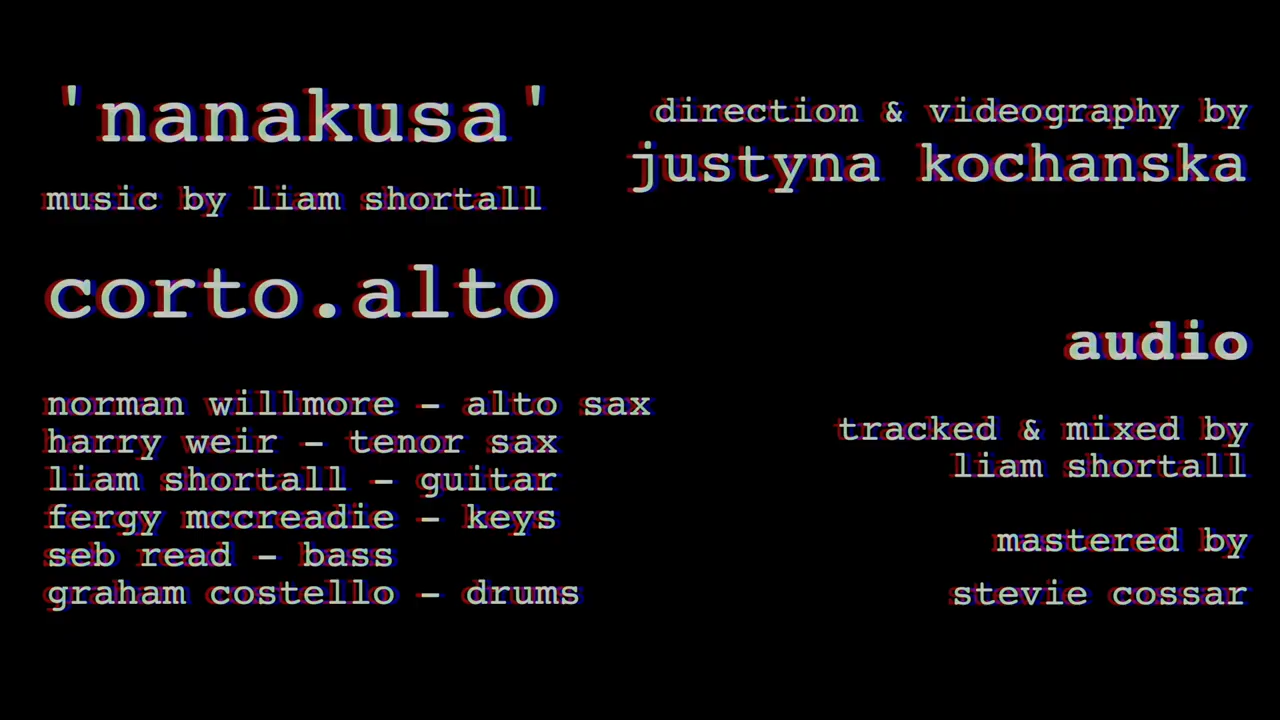 'nanakusa'
music by liam shortall
corto.alto
norman willmore – alto sax
harry weir – tenor sax
liam shortall – guitar
fergy mccreadie – keys
seb read – bass
graham costello – drums
direction & videography by
justyna kochanska
audio
tracked & mixed by
liam shortall
mastered by
stevie cossar